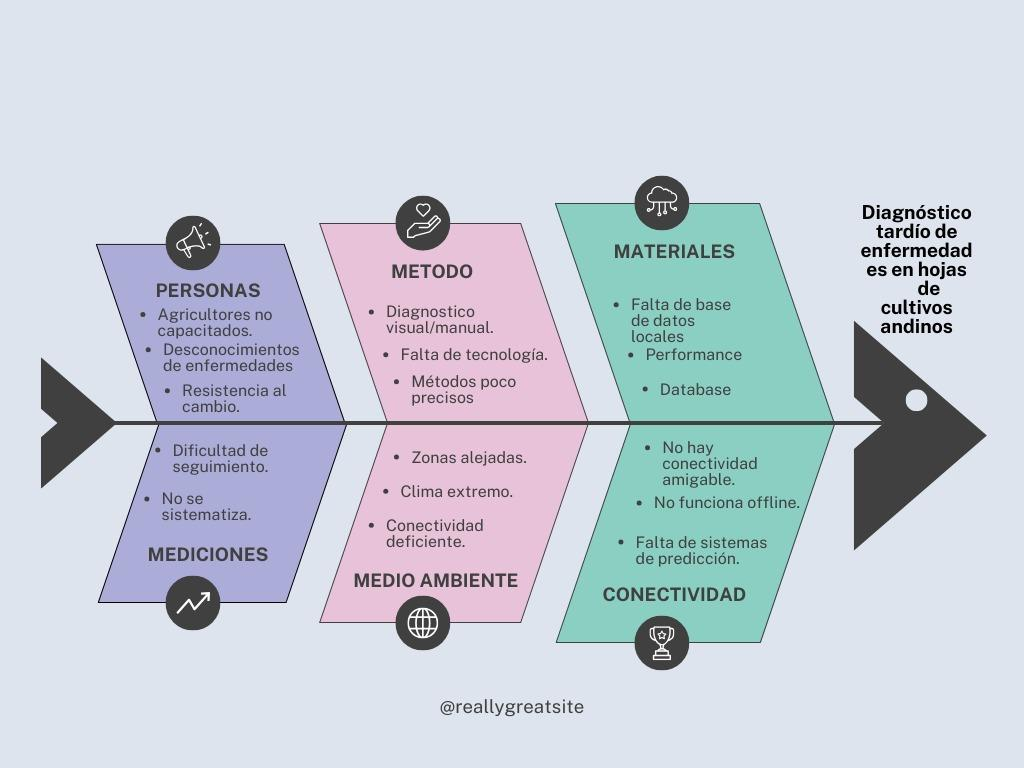 PERSONAS
Agricultores no
capacitados.
Desconocimientos
de enfermedades
Resistencia al
cambio.
METODO
Diagnostico
visual/manual.
Falta de tecnología.
Métodos poco
precisos
MATERIALES
Falta de base
de datos
locales
Performance
Database
Diagnóstico
tardío de
enfermedad
es en hojas
de
cultivos
andinos
Dificultad de
seguimiento.
No se
sistematiza.
MEDICIONES
Zonas alejadas.
Clima extremo.
Conectividad
deficiente.
MEDIO AMBIENTE
No hay
conectividad
amigable.
No funciona offline.
Falta de sistemas
de predicción.
CONECTIVIDAD
@reallygreatsite